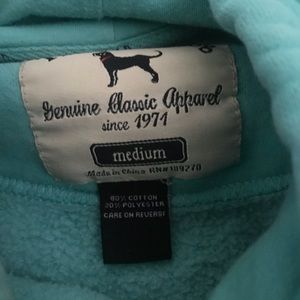 Genuine Classic Apparel
since 1971
medium
Made in China RN# 109270
80% COTTON
20% POLYESTER
CARE ON REVERSE